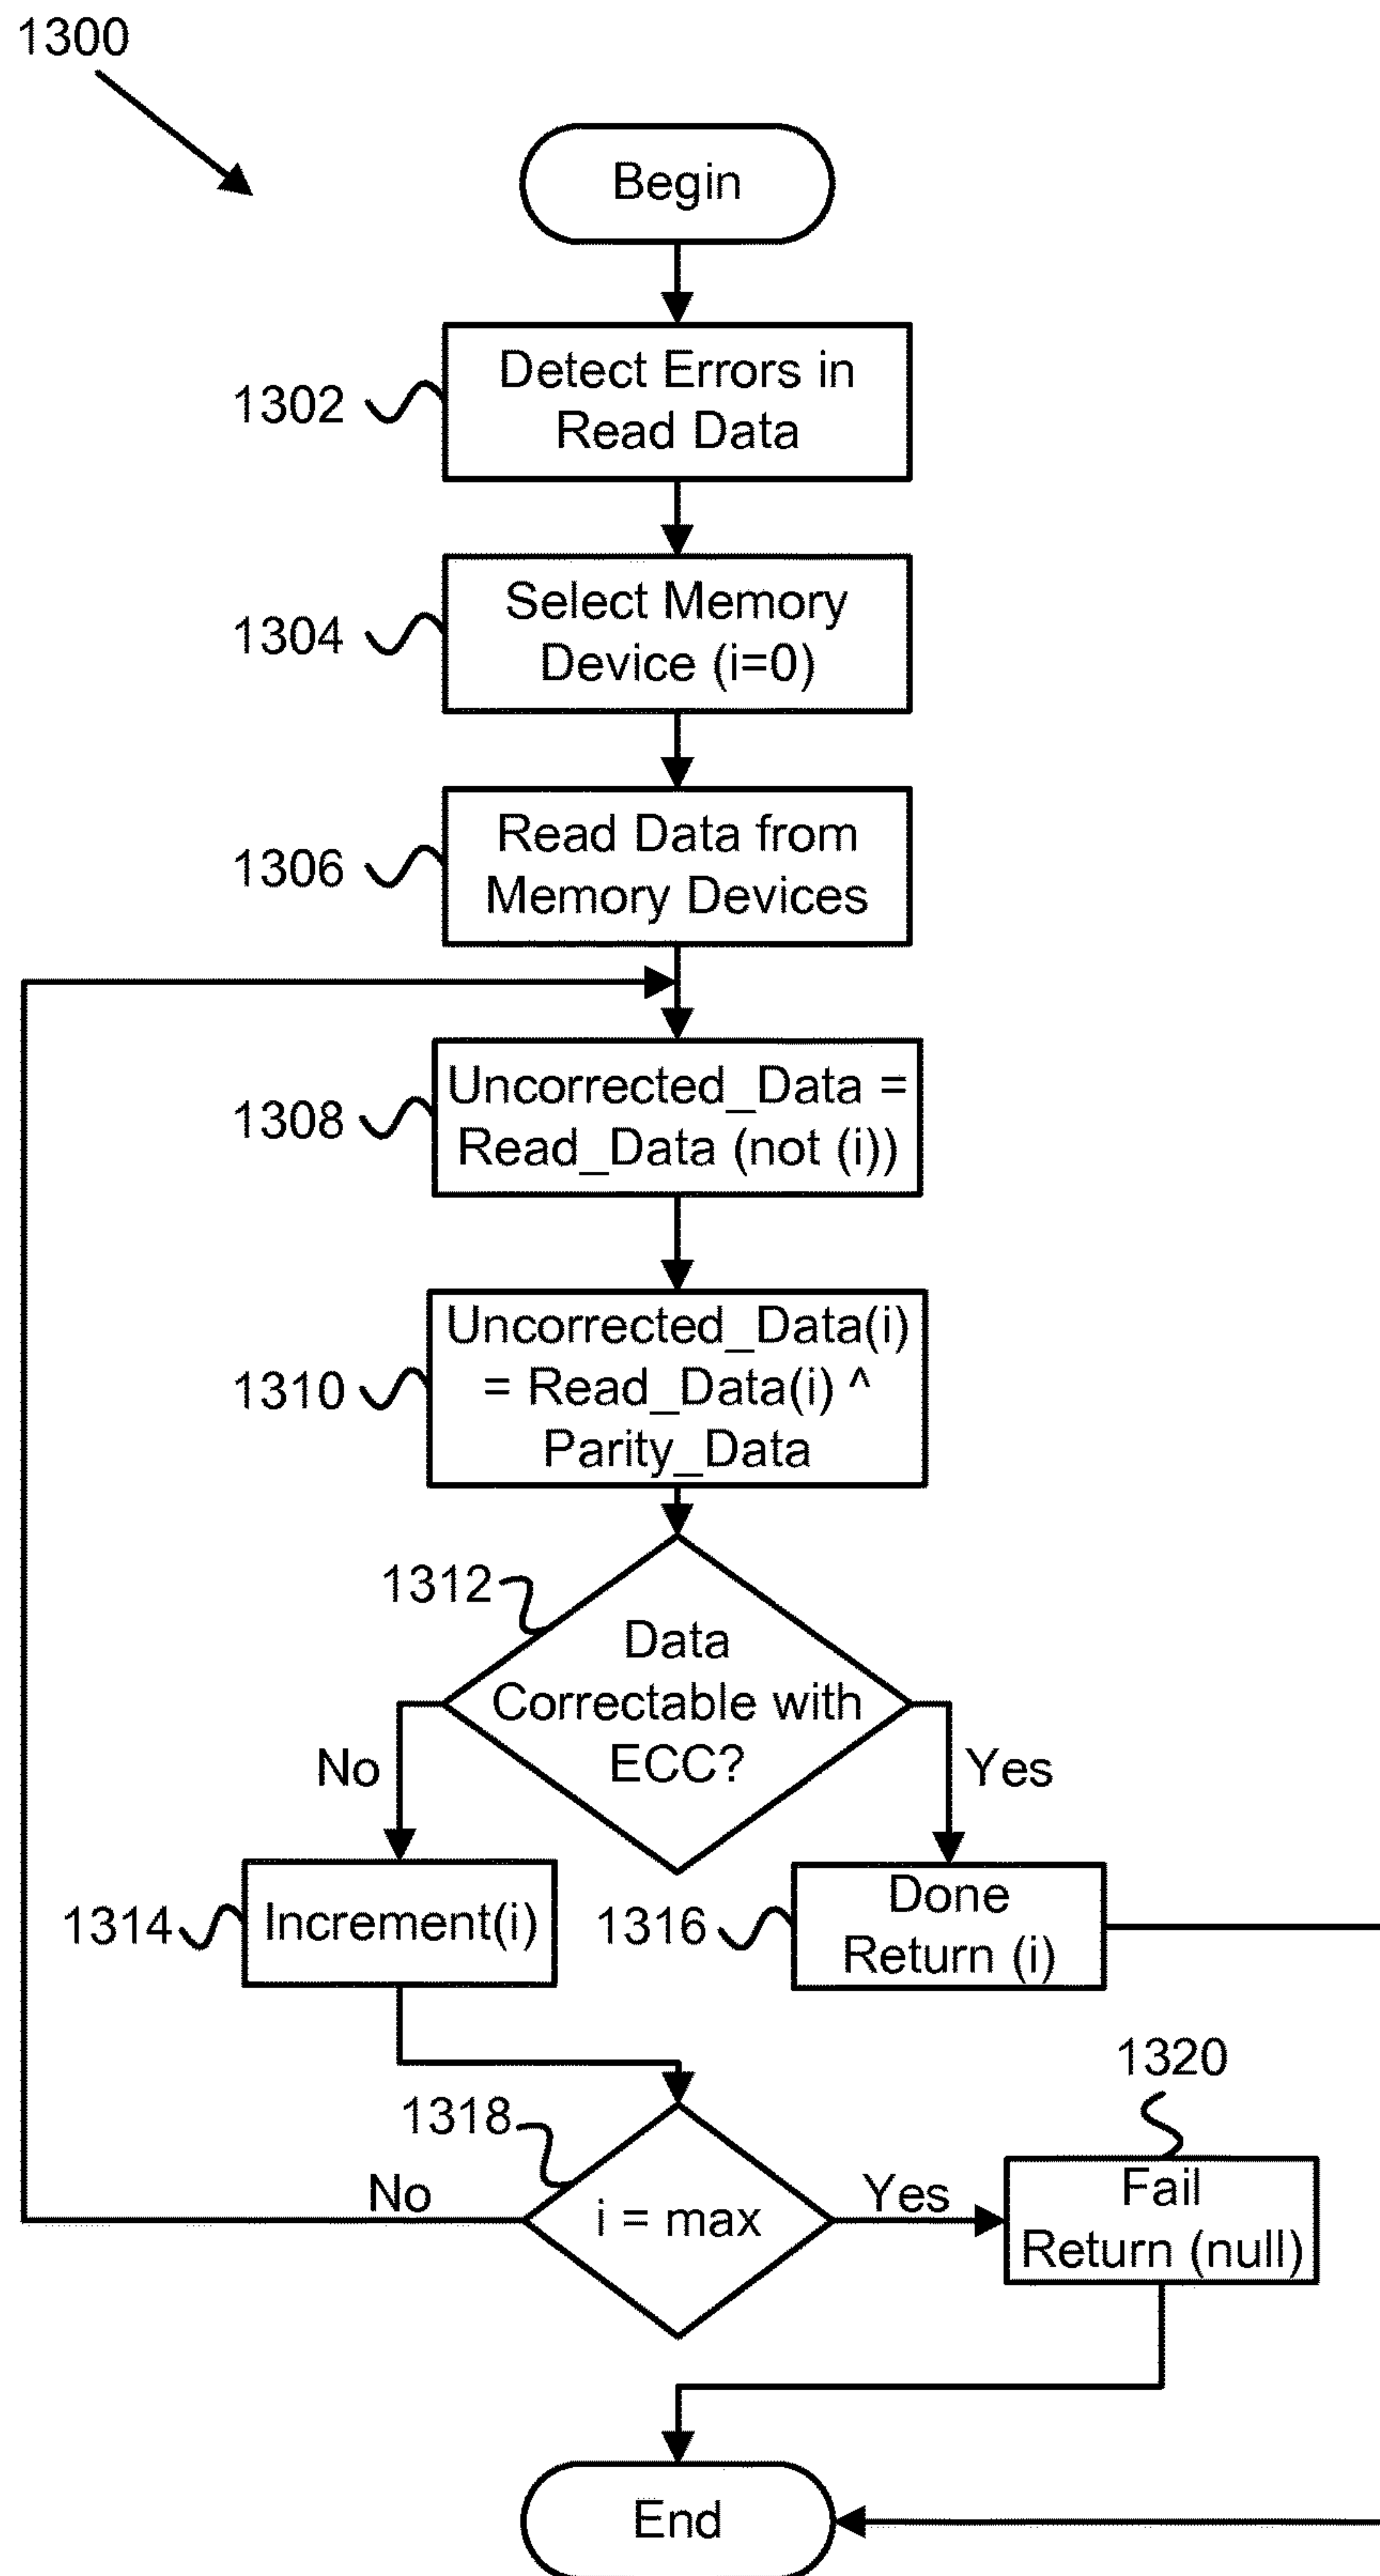 1300
Begin
1302
Detect Errors in
Read Data
1304
Select Memory
Device (i=0)
1306
Read Data from
Memory Devices
1308
Uncorrected_Data =
Read_Data (not (i))
1310
Uncorrected_Data(i)
= Read_Data(i) ^
Parity_Data
1312
Data
Correctable with
ECC?
No
Yes
1314
Increment(i)
1316
Done
Return (i)
1318
i = max
No
Yes
1320
Fail
Return (null)
End